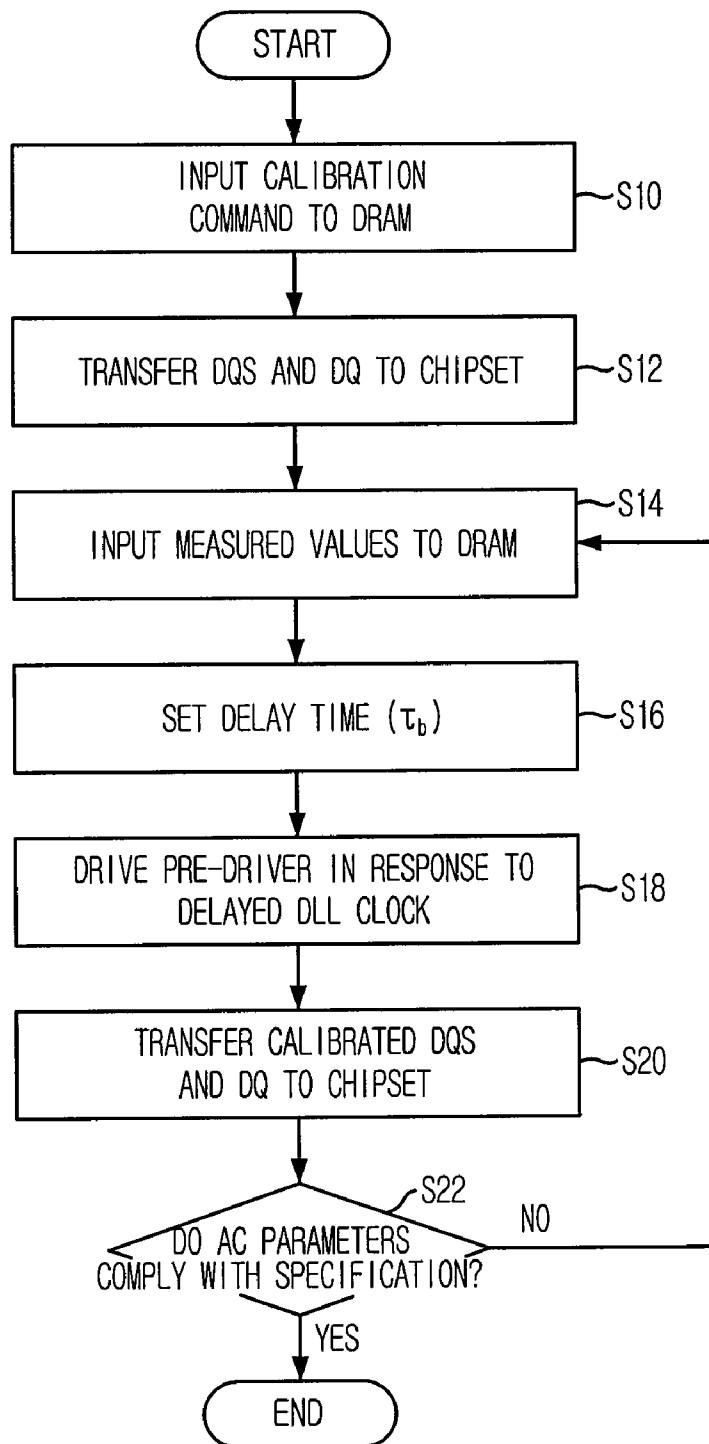 START
INPUT CALIBRATION
COMMAND TO DRAM
S10
TRANSFER DQS AND DQ TO CHIPSET
S12
S14
INPUT MEASURED VALUES TO DRAM
SET DELAY TIME (τb)
S16
DRIVE PRE-DRIVER IN RESPONSE TO
DELAYED DLL CLOCK
S18
TRANSFER CALIBRATED DQS
AND DQ TO CHIPSET
S20
S22
NO
DO AC PARAMETERS
COMPLY WITH SPECIFICATION?
YES
END